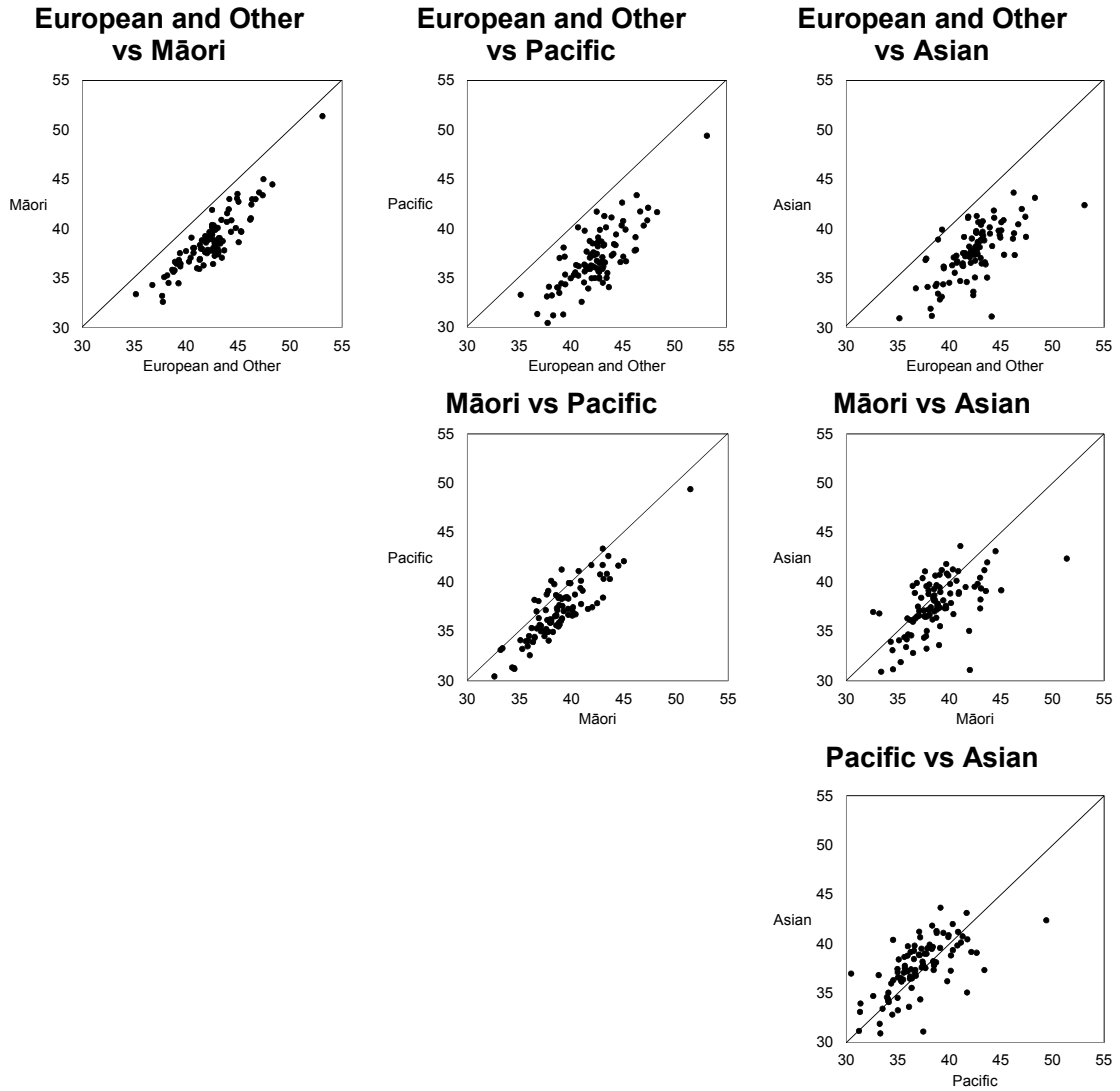 European and Other
vs Māori
European and Other
vs Pacific
European and Other
vs Asian
55
50
45
40
35
30
Māori
30 35 40 45 50 55
European and Other
55
50
45
40
35
30
Pacific
30 35 40 45 50 55
European and Other
55
50
45
40
35
30
Asian
30 35 40 45 50 55
European and Other
Māori vs Pacific
Māori vs Asian
55
50
45
40
35
30
Pacific
30 35 40 45 50 55
Māori
55
50
45
40
35
30
Asian
30 35 40 45 50 55
Māori
Pacific vs Asian
55
50
45
40
35
30
Asian
30 35 40 45 50 55
Pacific